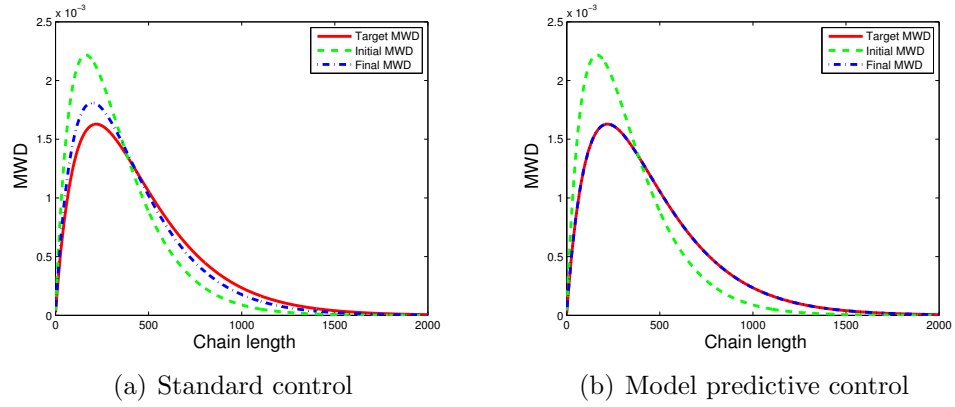 × 10⁻³
2.5
2
1.5
1
0.5
0
MWD
0 500 1000 1500 2000
Chain length
Target MWD
Initial MWD
Final MWD
(a) Standard control
× 10⁻³
2.5
2
1.5
1
0.5
0
MWD
0 500 1000 1500 2000
Chain length
Target MWD
Initial MWD
Final MWD
(b) Model predictive control